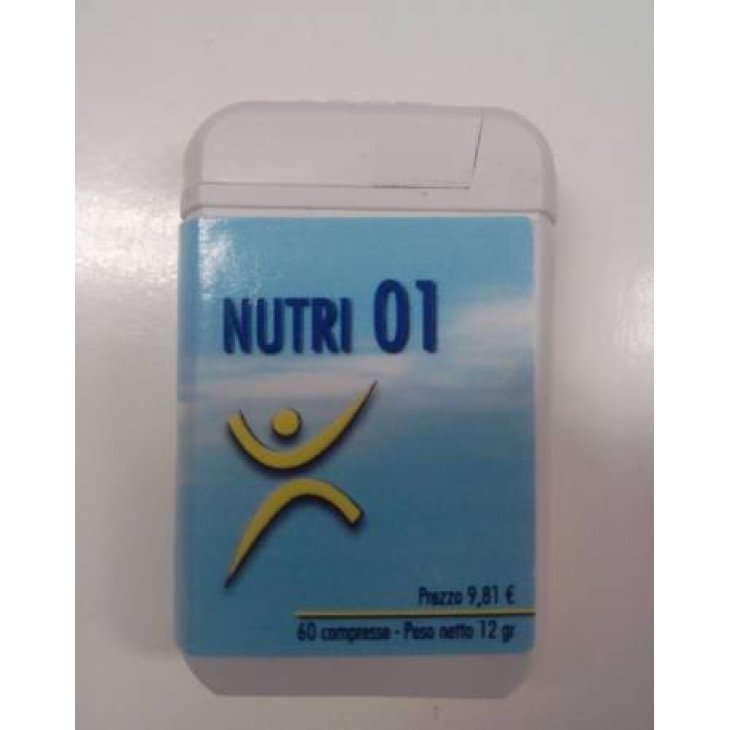 NUTRI 01
Prezzo 9,81 €
60 compresse - Peso netto 12 gr